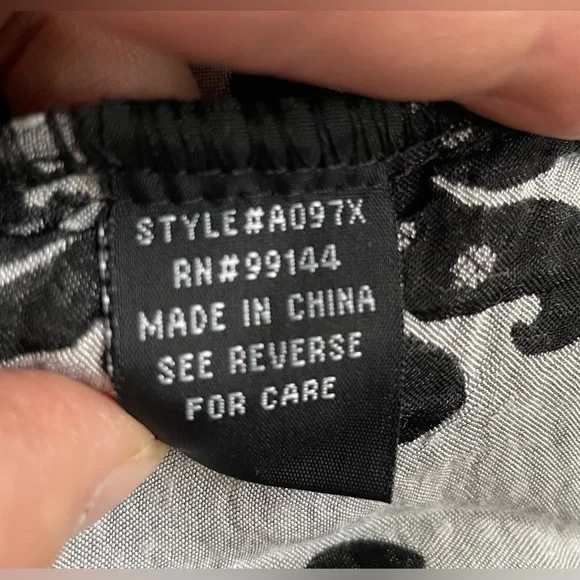 STYLE#A097X
RN#99144
MADE IN CHINA
SEE REVERSE
FOR CARE